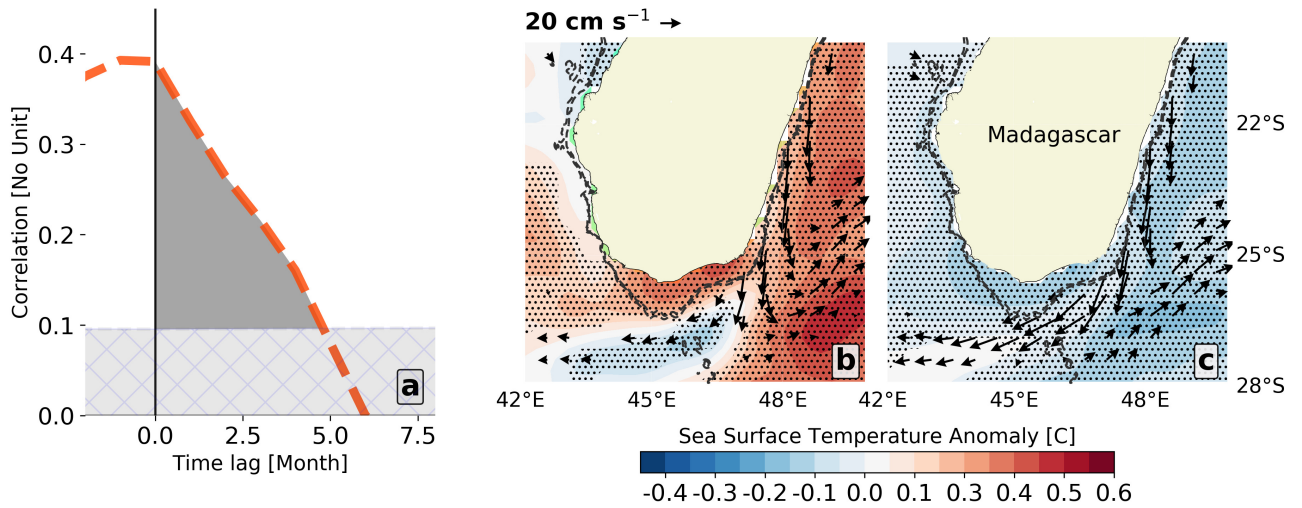 Correlation [No Unit]
0.4
0.3
0.2
0.1
0.0
0.0 2.5 5.0 7.5
Time lag [Month]
a
20 cm s⁻¹
b
Madagascar
c
22°S
25°S
28°S
42°E 45°E 48°E 42°E 45°E 48°E
Sea Surface Temperature Anomaly [C]
-0.4 -0.3 -0.2 -0.1 0.0 0.1 0.3 0.4 0.5 0.6